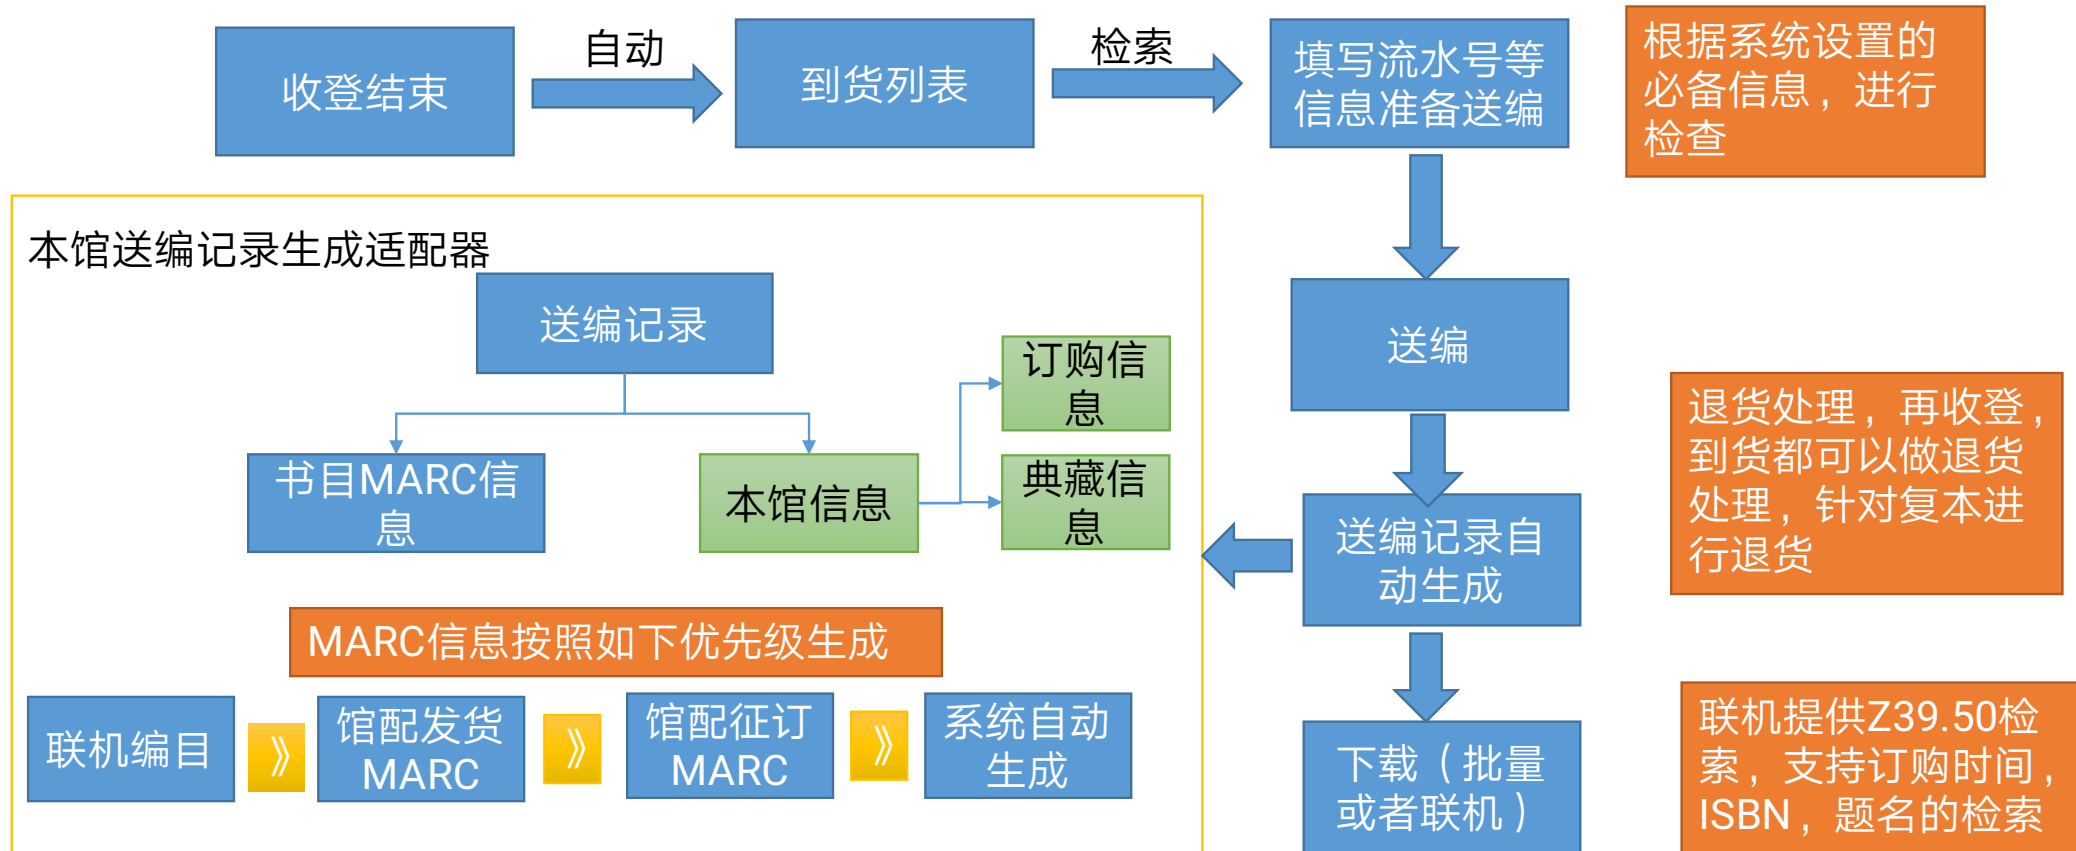 收登结束
自动
到货列表
检索
填写流水号等
信息准备送编
根据系统设置的
必备信息，进行
检查
本馆送编记录生成适配器
送编记录
书目MARC信
息
本馆信息
订购信
息
典藏信
息
送编
退货处理，再收登，
到货都可以做退货
处理，针对复本进
行退货
送编记录自
动生成
MARC信息按照如下优先级生成
联机编目
》
馆配发货
MARC
》
馆配征订
MARC
》
系统自动
生成
下载（批量
或者联机）
联机提供Z39.50检
索，支持订购时间，
ISBN，题名的检索